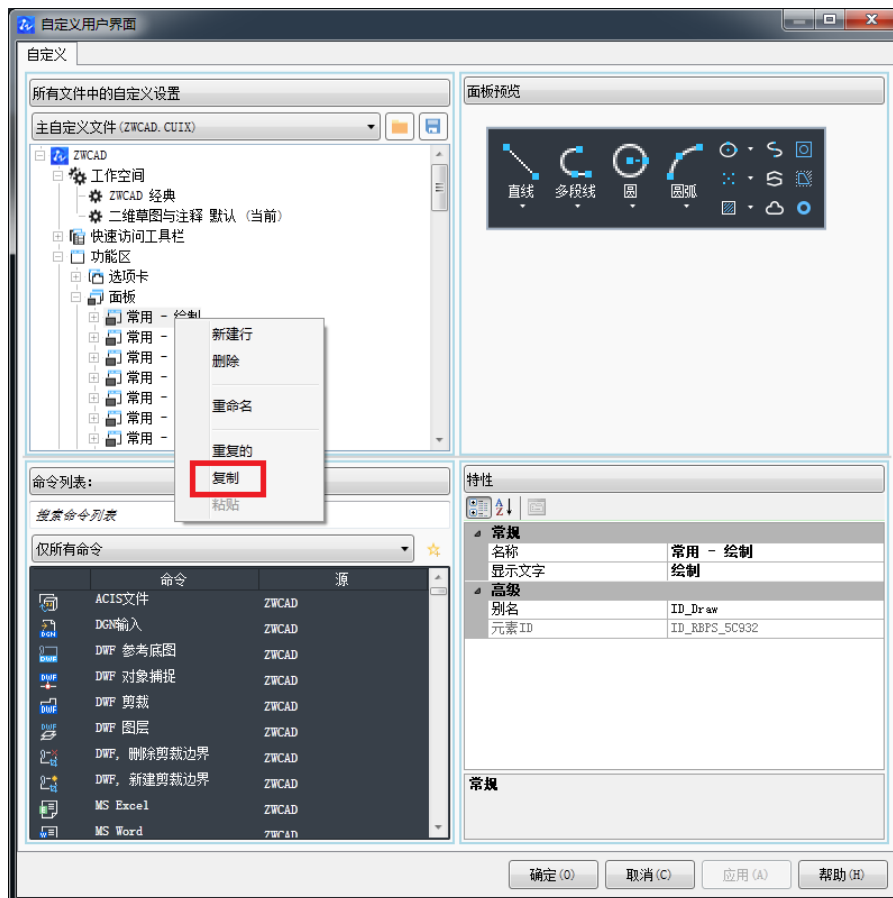 自定义用户界面
自定义
所有文件中的自定义设置
主自定义文件(ZWCAD.CUIX)
ZWCAD
工作空间
ZWCAD 经典
二维草图与注释 默认 (当前)
快速访问工具栏
功能区
选项卡
面板
常用 - 绘制
常用 -
常用 -
常用 -
常用 -
常用 -
常用 -
新建行
删除
重命名
重复的
复制
粘贴
面板预览
直线
多段线
圆
圆弧
命令列表:
搜索命令列表
仅所有命令
命令 源
ACIS文件 ZWCAD
DGN输入 ZWCAD
DWF 参考底图 ZWCAD
DWF 对象捕捉 ZWCAD
DWF 剪裁 ZWCAD
DWF 图层 ZWCAD
DWF, 删除剪裁边界 ZWCAD
DWF, 新建剪裁边界 ZWCAD
MS Excel ZWCAD
MS Word ZWCAD
特性
常规
名称 常用 - 绘制
显示文字 绘制
高级
别名 ID_Draw
元素ID ID_RBPS_5C932
常规
确定(O)
取消(C)
应用(A)
帮助(H)